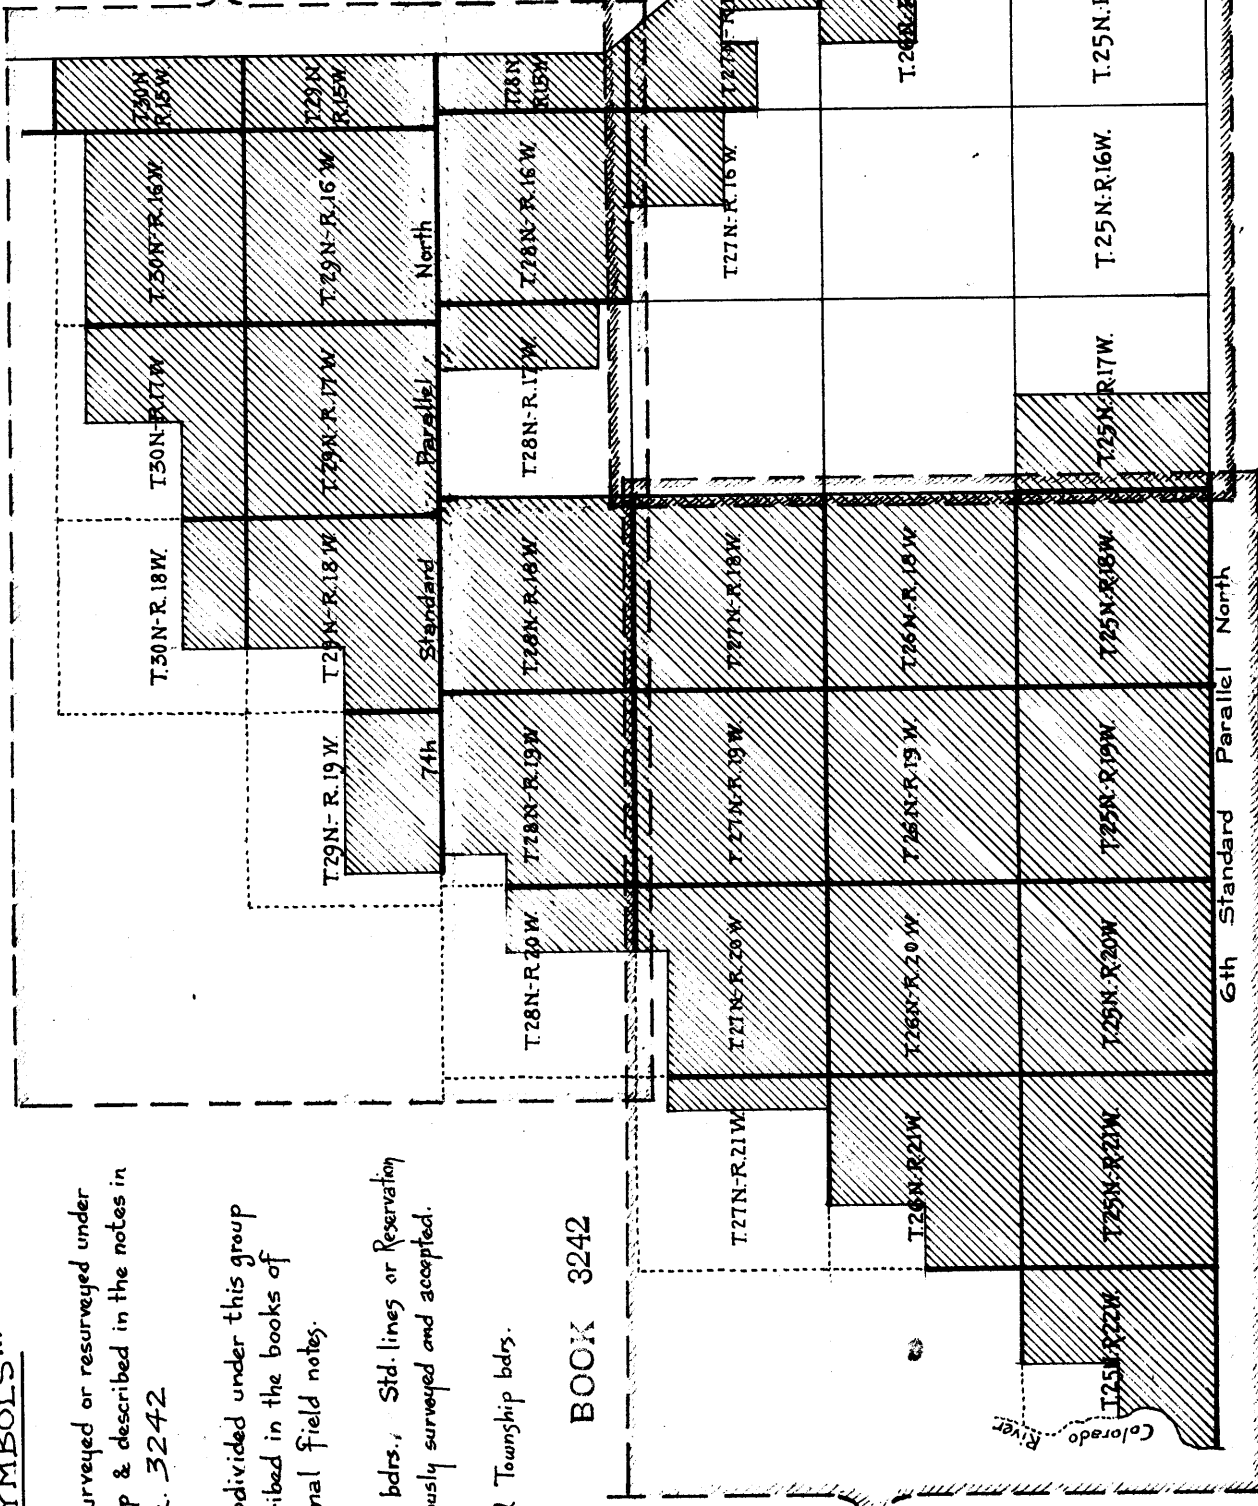 YMBOLS...
urveyed or resurveyed under
p & described in the notes in
. 3242
bdivided under this group
ibed in the books of
nal field notes.
bdrs., Std. lines or Reservation
ously surveyed and accepted.
Township bdrs.
BOOK 3242
T.30N
R.15W
T.30N.-R.16W.
T.30N.-R.17W.
T.30N.-R.18W.
T.29N
R.15W
T.29N.-R.16W.
T.29N.-R.17W.
T.29N.-R.18W.
T.29N.-R.19W.
7th Standard Parallel North
T.28N
R.15W
T.28N.-R.16W.
T.28N.-R.17W.
T.28N.-R.18W.
T.28N.-R.19W.
T.28N.-R.20W.
T.27N.-R.16W.
T.27N.-R.18W.
T.27N.-R.19W.
T.27N.-R.20W.
T.27N.-R.21W.
T.26N.-R.18W.
T.26N.-R.19W.
T.26N.-R.20W.
T.26N.-R.21W.
T.25N.-R.16W.
T.25N.-R.17W.
T.25N.-R.18W.
T.25N.-R.19W.
T.25N.-R.20W.
T.25N.-R.21W.
T.25N.-R.22W.
6th Standard Parallel North
Colorado
River